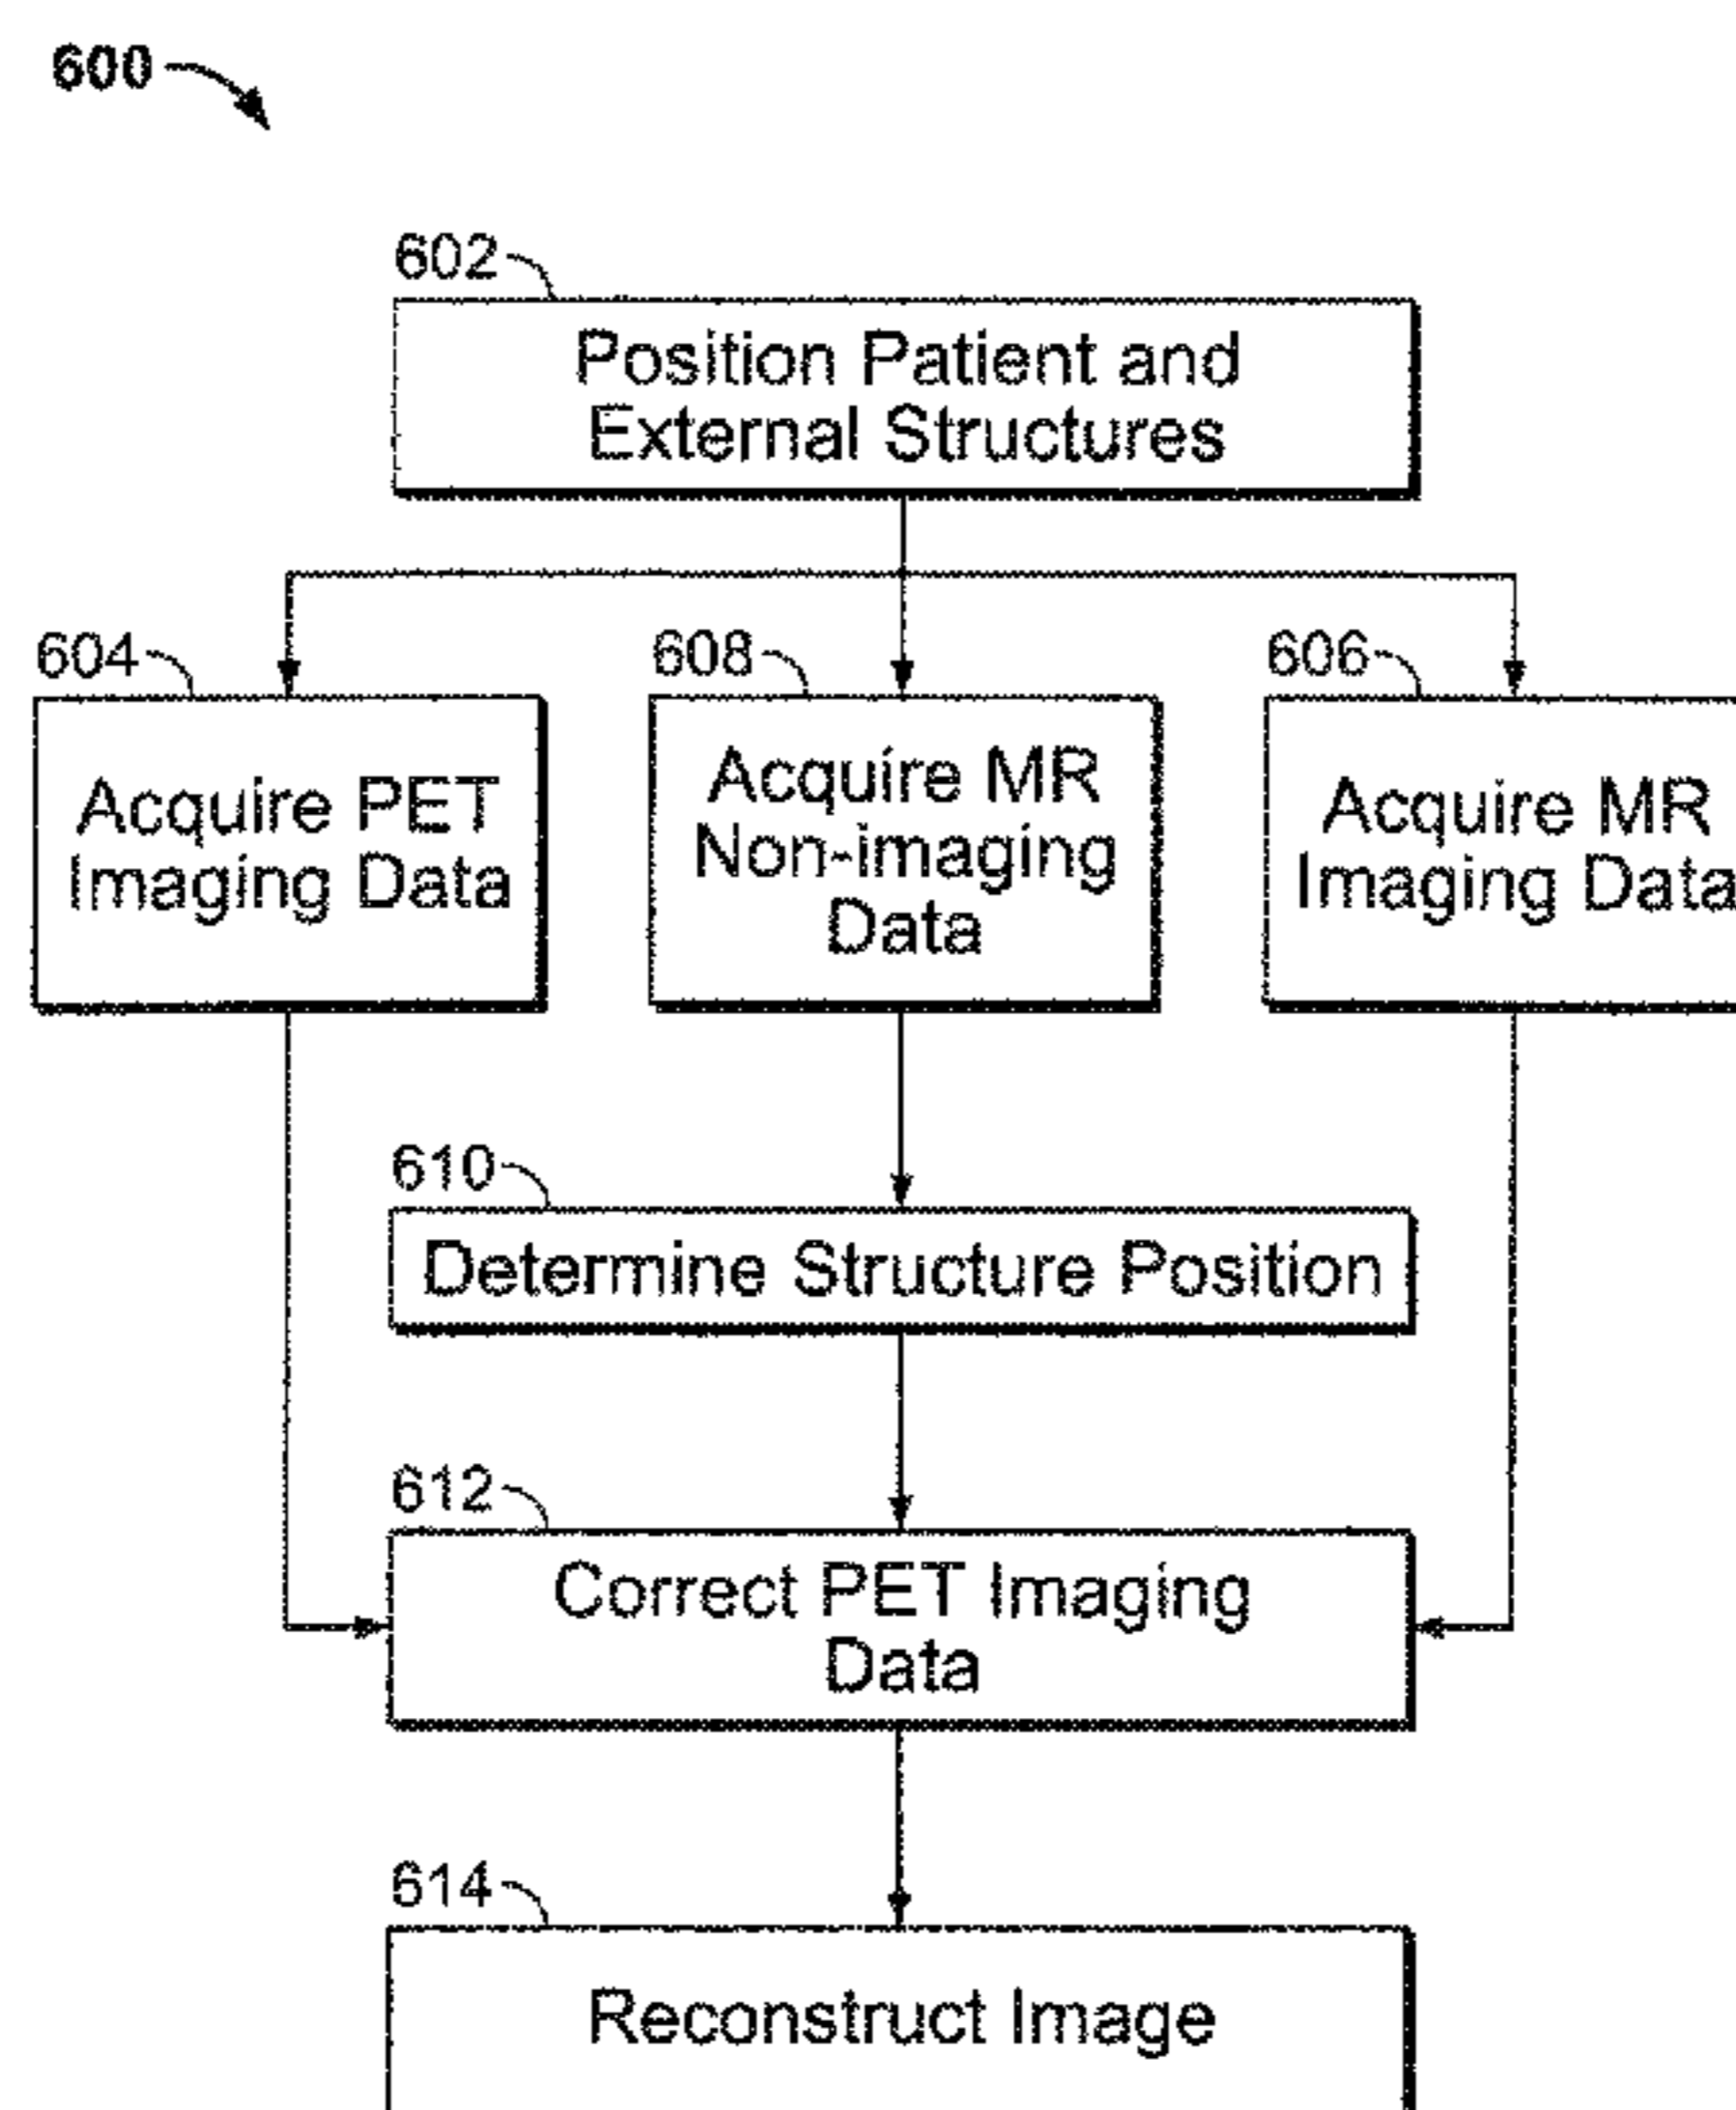 600
602
Position Patient and
External Structures
604
608
606
Acquire PET
Imaging Data
Acquire MR
Non-imaging
Data
Acquire MR
Imaging Data
610
Determine Structure Position
612
Correct PET Imaging
Data
614
Reconstruct Image